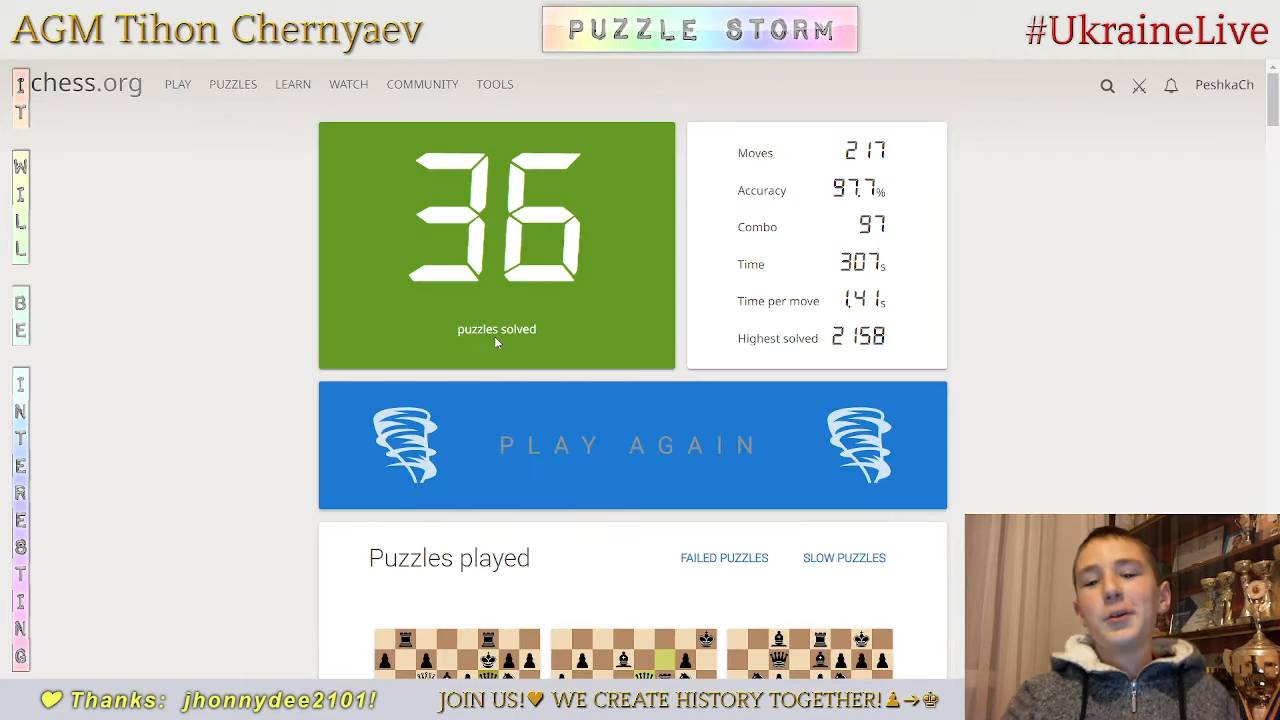 AGM Tihon Chernyaev
PUZZLE STORM
#UkraineLive
chess.org
PLAY
PUZZLES
LEARN
WATCH
COMMUNITY
TOOLS
PeshkaCh
IT WILL BE INTERESTING
36
puzzles solved
Moves 217
Accuracy 97.7%
Combo 97
Time 307s
Time per move 1.41s
Highest solved 2158
PLAY AGAIN
Puzzles played
FAILED PUZZLES
SLOW PUZZLES
Thanks: jhonnydee2101!
JOIN US! WE CREATE HISTORY TOGETHER!